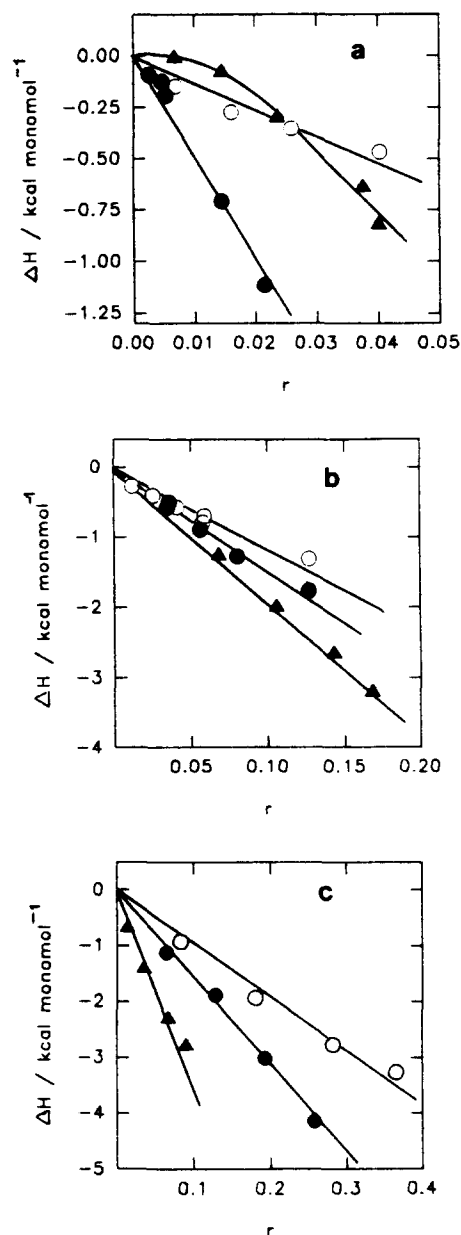 a
0.00
-0.25
-0.50
-0.75
-1.00
-1.25
ΔH / kcal monomol⁻¹
0.00 0.01 0.02 0.03 0.04 0.05
r
b
0
-1
-2
-3
-4
ΔH / kcal monomol⁻¹
0.05 0.10 0.15 0.20
r
c
0
-1
-2
-3
-4
-5
ΔH / kcal monomol⁻¹
0.1 0.2 0.3 0.4
r